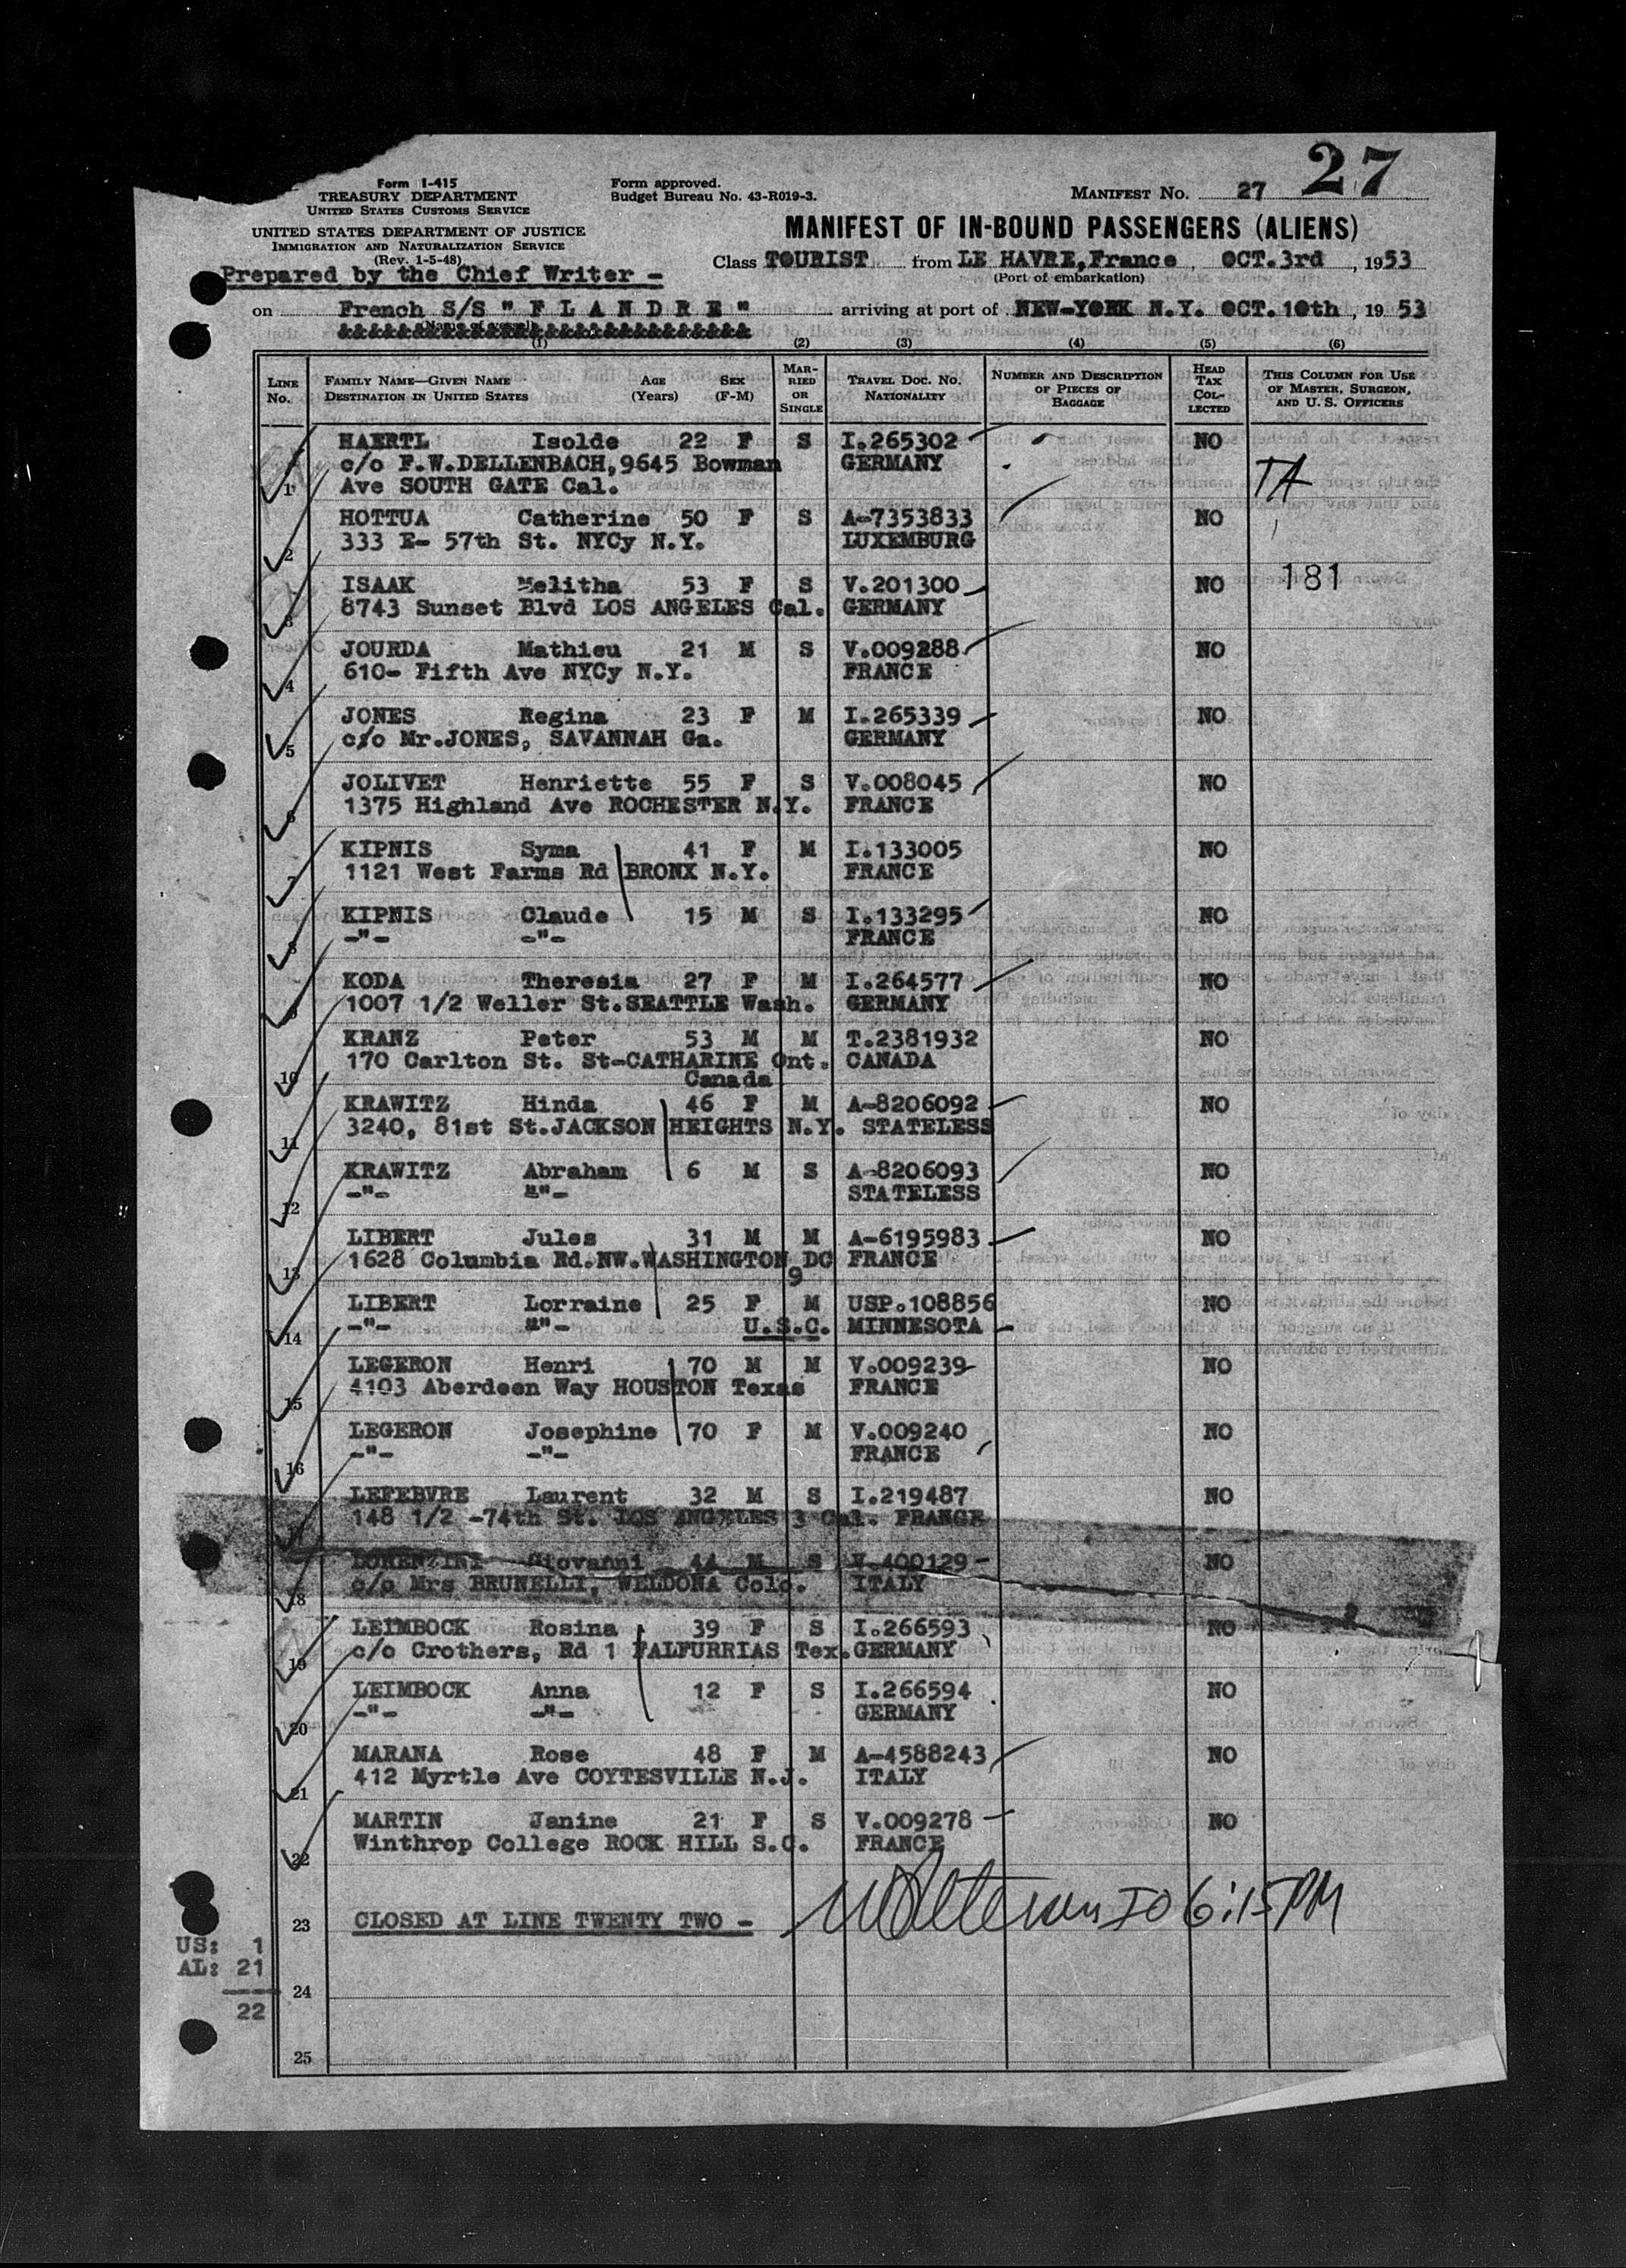 27
Form I-415
TREASURY DEPARTMENT
UNITED STATES CUSTOMS SERVICE
UNITED STATES DEPARTMENT OF JUSTICE
IMMIGRATION AND NATURALIZATION SERVICE
(Rev. 1-5-48)
Form approved.
Budget Bureau No. 43-R019-3.
MANIFEST No. 27
MANIFEST OF IN-BOUND PASSENGERS (ALIENS)
Prepared by the Chief Writer -
Class TOURIST from LE HAVRE, France, OCT. 3rd, 1953
(Port of embarkation)
on French S/S " F L A N D R E " arriving at port of NEW-YORK N.Y. OCT. 10th, 1953
(1) (2) (3) (4) (5) (6)
LINE No. FAMILY NAME—GIVEN NAME DESTINATION IN UNITED STATES AGE (Years) SEX (F-M) MARRIED OR SINGLE TRAVEL DOC. NO. NATIONALITY NUMBER AND DESCRIPTION OF PIECES OF BAGGAGE HEAD TAX COLLECTED THIS COLUMN FOR USE OF MASTER, SURGEON, AND U. S. OFFICERS
HAERTL Isolde 22 F S I.265302 NO
c/o F.W.DELLENBACH, 9645 Bowman GERMANY TA
1 Ave SOUTH GATE Cal.
HOTTUA Catherine 50 F S A-7353833 NO
2 333 E- 57th St. NYCy N.Y. LUXEMBURG
ISAAK Melitha 53 F S V.201300 NO 181
3 8743 Sunset Blvd LOS ANGELES Cal. GERMANY
JOURDA Mathieu 21 M S V.009288 NO
4 610- Fifth Ave NYCy N.Y. FRANCE
JONES Regina 23 F M I.265339 NO
5 c/o Mr.JONES, SAVANNAH Ga. GERMANY
JOLIVET Henriette 55 F S V.008045 NO
6 1375 Highland Ave ROCHESTER N.Y. FRANCE
KIPNIS Syma 41 F M I.133005 NO
7 1121 West Farms Rd BRONX N.Y. FRANCE
KIPNIS Claude 15 M S I.133295 NO
8 -"- -"- FRANCE
KODA Theresia 27 F M I.264577 NO
9 1007 1/2 Weller St.SEATTLE Wash. GERMANY
KRANZ Peter 53 M M T.2381932 NO
170 Carlton St. St-CATHARINE Ont. CANADA
10 Canada
KRAWITZ Hinda 46 F M A-8206092 NO
11 3240, 81st St.JACKSON HEIGHTS N.Y. STATELESS
KRAWITZ Abraham 6 M S A-8206093 NO
12 -"- "- STATELESS
LIBERT Jules 31 M M A-6195983 NO
13 1628 Columbia Rd.NW.WASHINGTON DC FRANCE
9
LIBERT Lorraine 25 F M USP.108856 NO
14 -"- "- U.S.C. MINNESOTA
LEGERON Henri 70 M M V.009239 NO
15 4103 Aberdeen Way HOUSTON Texas FRANCE
LEGERON Josephine 70 F M V.009240 NO
16 -"- -"- FRANCE
LEFEBVRE Laurent 32 M S I.219487 NO
17 148 1/2 -74th St. LOS ANGELES 3 Cal. FRANCE
LORENZINI Giovanni 44 M S V-400129 NO
18 c/o Mrs BRUNELLI, WELDONA Colo. ITALY
LEIMBOCK Rosina 39 F S I.266593 NO
19 c/o Crothers, Rd 1 FALFURRIAS Tex. GERMANY
LEIMBOCK Anna 12 F S I.266594 NO
20 -"- -"- GERMANY
MARANA Rose 48 F M A-4588243 NO
21 412 Myrtle Ave COYTESVILLE N.J. ITALY
MARTIN Janine 21 F S V.009278 NO
22 Winthrop College ROCK HILL S.C. FRANCE
23 CLOSED AT LINE TWENTY TWO - 6:15 PM
US: 1
AL: 21
22
24
25